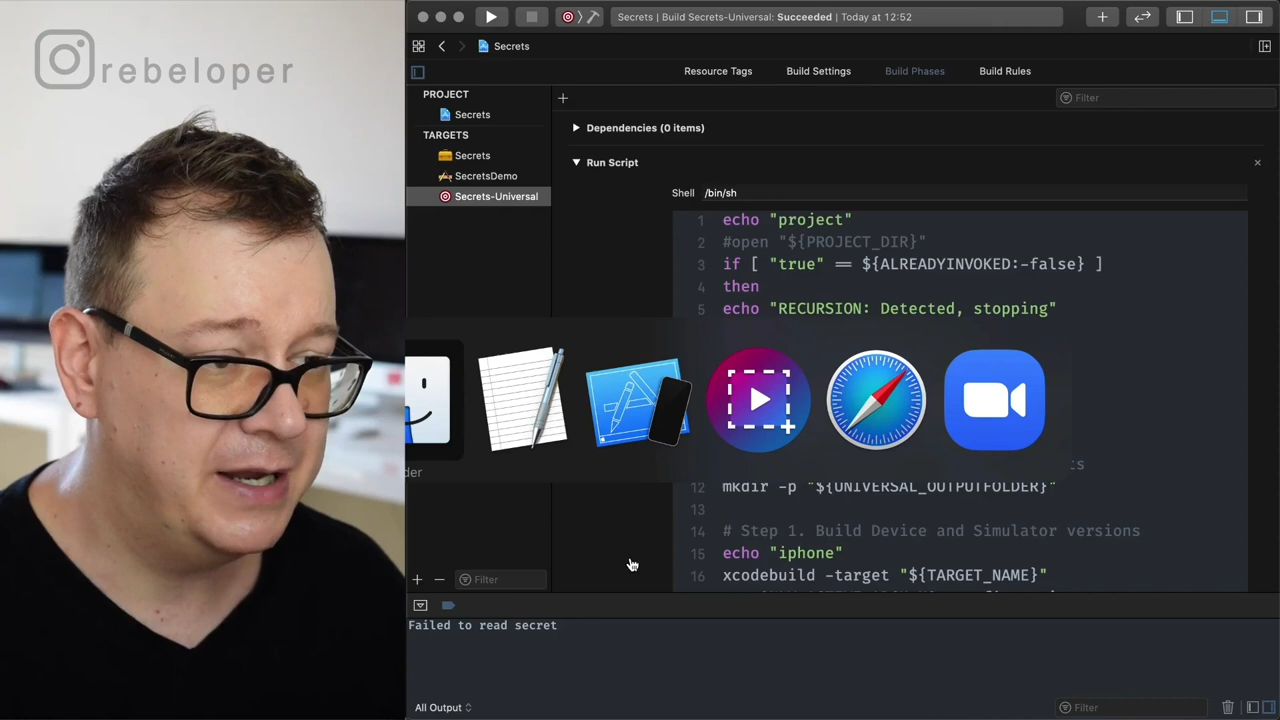 rebeloper
Secrets | Build Secrets-Universal: Succeeded | Today at 12:52
Secrets
Resource Tags
Build Settings
Build Phases
Build Rules
PROJECT
Secrets
TARGETS
Secrets
SecretsDemo
Secrets-Universal
Filter
Dependencies (0 items)
Run Script
Shell /bin/sh
1 echo "project"
2 #open "${PROJECT_DIR}"
3 if [ "true" == ${ALREADYINVOKED:-false} ]
4 then
5 echo "RECURSION: Detected, stopping"
der
ts
12 mkdir -p "${UNIVERSAL_OUTPUTFOLDER}"
13
14 # Step 1. Build Device and Simulator versions
15 echo "iphone"
16 xcodebuild -target "${TARGET_NAME}"
Filter
Failed to read secret
All Output
Filter